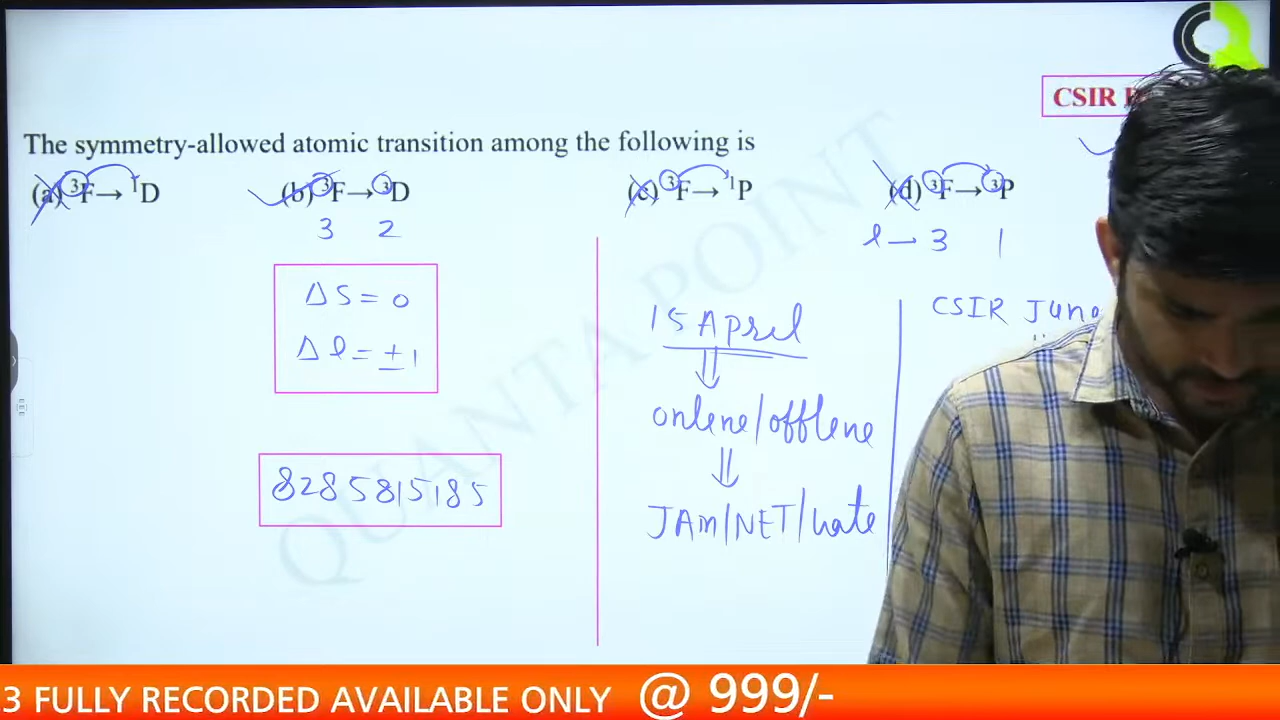 CSIR
The symmetry-allowed atomic transition among the following is
(a) ³F → ¹D (b) ³F → ³D (c) ³F → ¹P (d) ³F → ³P
3 2 l → 3 1
ΔS = 0
Δl = ±1
8285815185
15 April
⇓
online/offline
⇓
JAM/NET/Gate
CSIR June
QUANTA POINT
3 FULLY RECORDED AVAILABLE ONLY @ 999/-